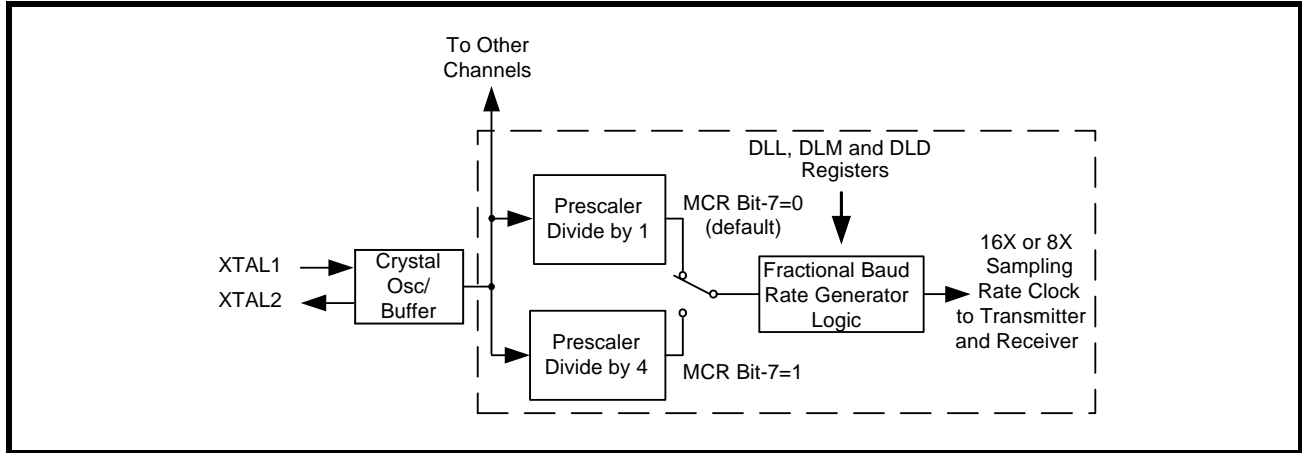 To Other
Channels
DLL, DLM and DLD
Registers
Prescaler
Divide by 1
MCR Bit-7=0
(default)
XTAL1
XTAL2
Crystal
Osc/
Buffer
Fractional Baud
Rate Generator
Logic
16X or 8X
Sampling
Rate Clock
to Transmitter
and Receiver
Prescaler
Divide by 4
MCR Bit-7=1